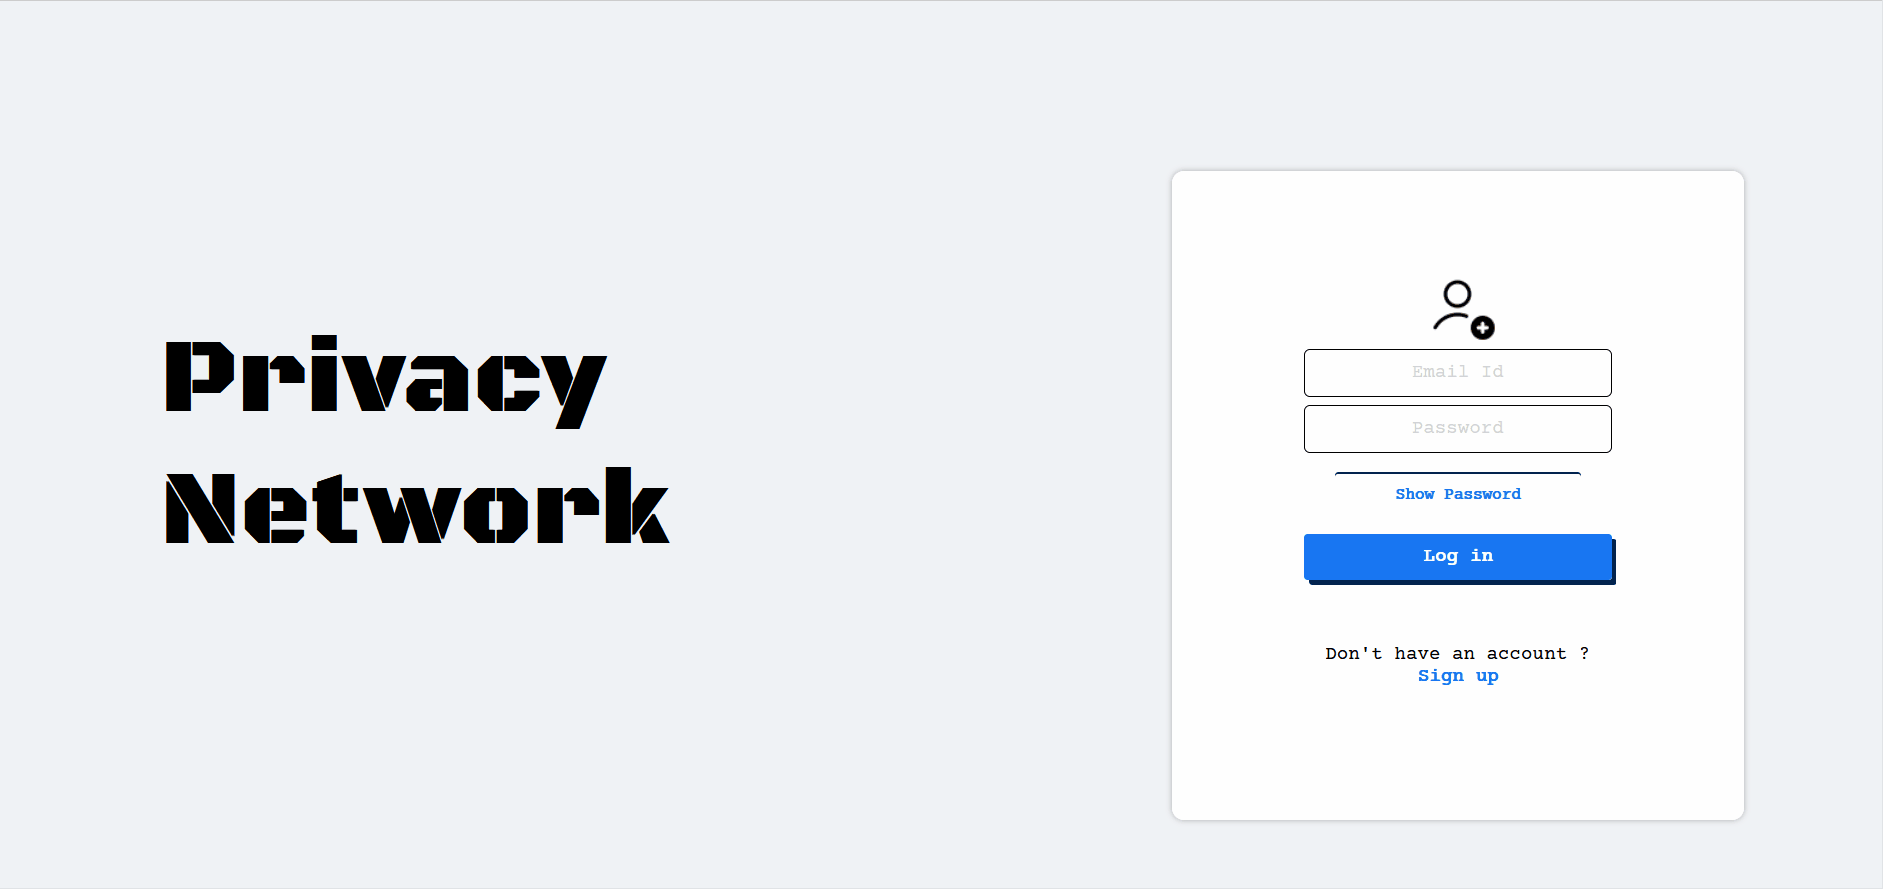 Privacy
Network
Email Id
Password
Show Password
Log in
Don't have an account ?
Sign up